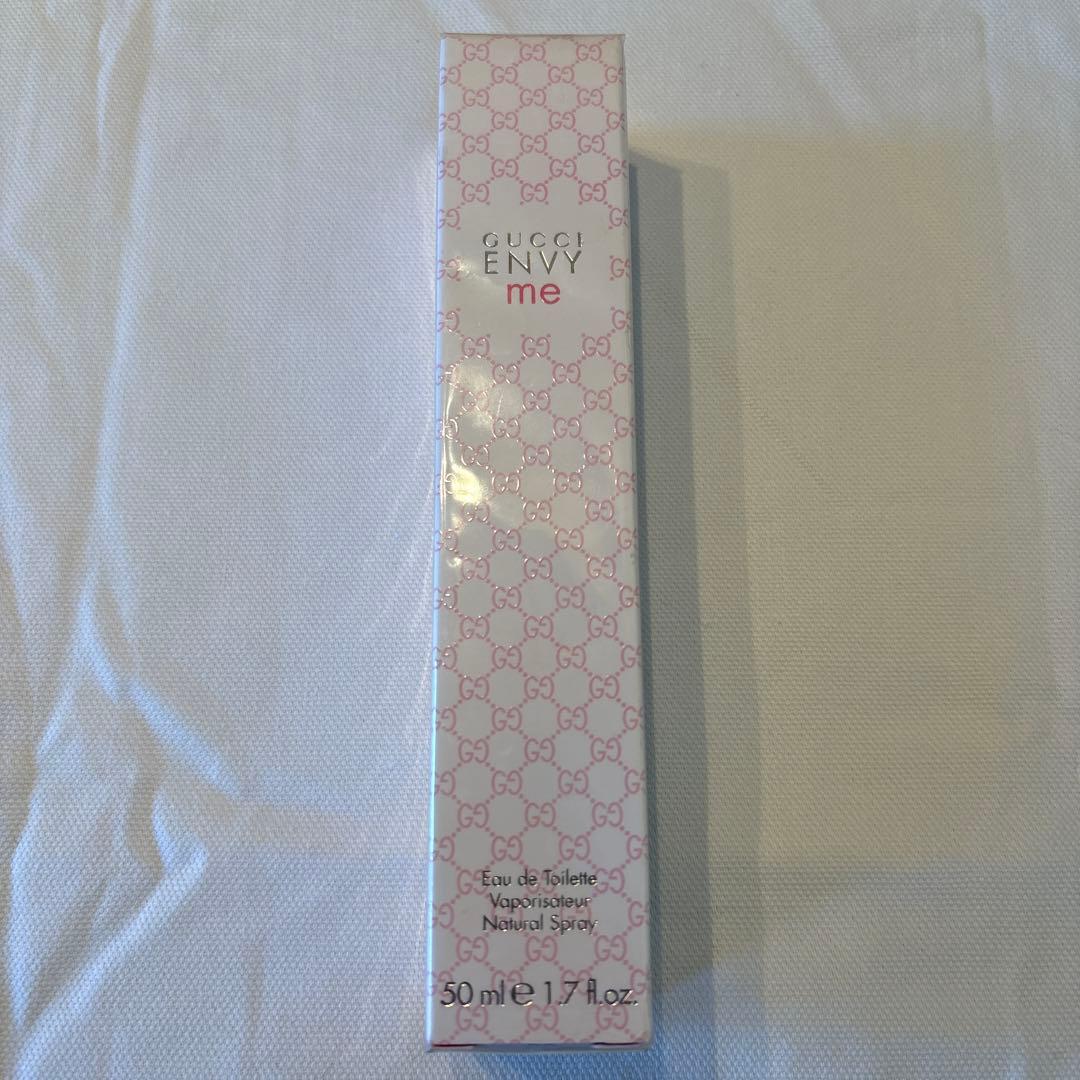 GUCCI
ENVY
me
Eau de Toilette
Vaporisateur
Natural Spray
50 ml ℮ 1.7 fl.oz.